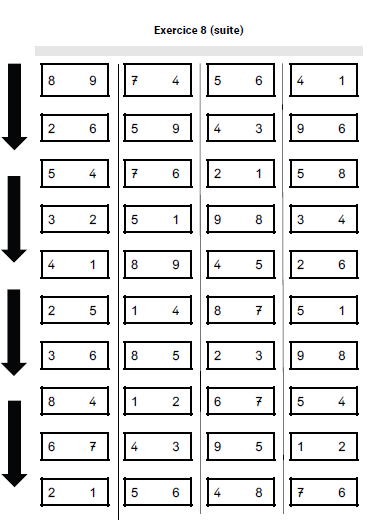 Exercice 8 (suite)
8 9 7 4 5 6 4 1
2 6 5 9 4 3 9 6
5 4 7 6 2 1 5 8
3 2 5 1 9 8 3 4
4 1 8 9 4 5 2 6
2 5 1 4 8 7 5 1
3 6 8 5 2 3 9 8
8 4 1 2 6 7 5 4
6 7 4 3 9 5 1 2
2 1 5 6 4 8 7 6